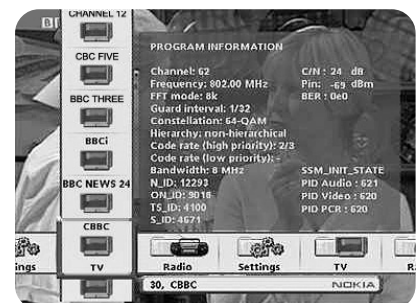 CHANNEL 12
CBC FIVE
BBC THREE
BBCi
BBC NEWS 24
CBBC
TV
PROGRAM INFORMATION
Channel: 62
Frequency: 802.00 MHz
FFT mode: 8k
Guard interval: 1/32
Constellation: 64-QAM
Hierarchy: non-hierarchical
Code rate (high priority): 2/3
Code rate (low priority): -
Bandwidth: 8 MHz
N_ID: 12293
ON_ID: 9018
TS_ID: 4100
S_ID: 4671
C/N : 24 dB
Pin: -69 dBm
BER : 0e0
SSM_INIT_STATE
PID Audio : 621
PID Video : 620
PID PCR : 620
ings
Radio
Settings
TV
R
30, CBBC
NOKIA